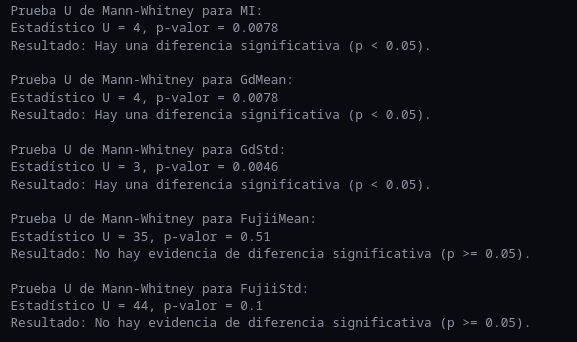 Prueba U de Mann-Whitney para MI:
Estadístico U = 4, p-valor = 0.0078
Resultado: Hay una diferencia significativa (p < 0.05).

Prueba U de Mann-Whitney para GdMean:
Estadístico U = 4, p-valor = 0.0078
Resultado: Hay una diferencia significativa (p < 0.05).

Prueba U de Mann-Whitney para GdStd:
Estadístico U = 3, p-valor = 0.0046
Resultado: Hay una diferencia significativa (p < 0.05).

Prueba U de Mann-Whitney para FujiiMean:
Estadístico U = 35, p-valor = 0.51
Resultado: No hay evidencia de diferencia significativa (p >= 0.05).

Prueba U de Mann-Whitney para FujiiStd:
Estadístico U = 44, p-valor = 0.1
Resultado: No hay evidencia de diferencia significativa (p >= 0.05).